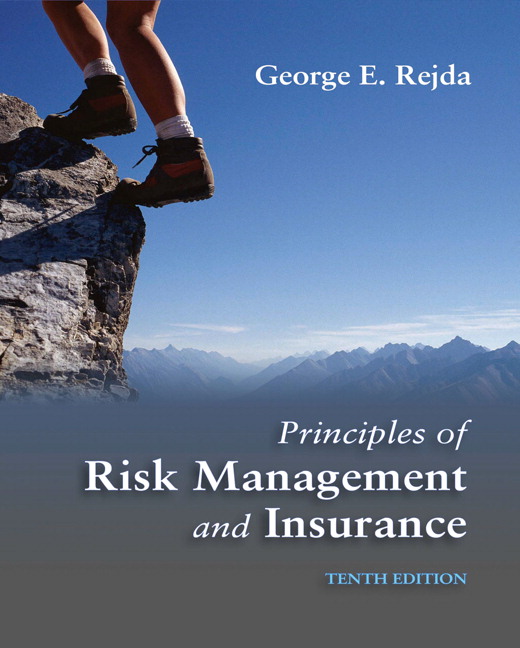 George E. Rejda
Principles of
Risk Management
and Insurance
TENTH EDITION